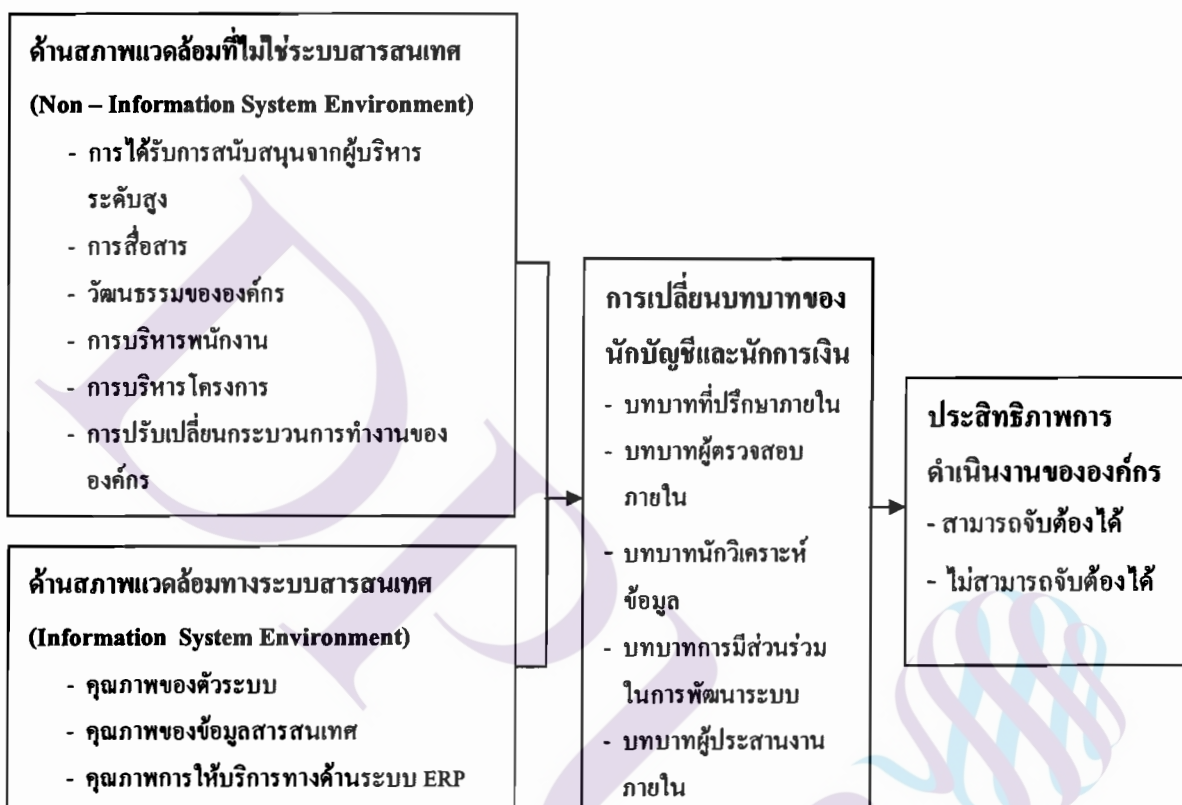 ด้านสภาพแวดล้อมที่ไม่ใช่ระบบสารสนเทศ
(Non – Information System Environment)
- การได้รับการสนับสนุนจากผู้บริหาร
ระดับสูง
- การสื่อสาร
- วัฒนธรรมขององค์กร
- การบริหารพนักงาน
- การบริหารโครงการ
- การปรับเปลี่ยนกระบวนการทำงานของ
องค์กร
ด้านสภาพแวดล้อมทางระบบสารสนเทศ
(Information System Environment)
- คุณภาพของตัวระบบ
- คุณภาพของข้อมูลสารสนเทศ
- คุณภาพการให้บริการทางด้านระบบ ERP
การเปลี่ยนบทบาทของ
นักบัญชีและนักการเงิน
- บทบาทที่ปรึกษาภายใน
- บทบาทผู้ตรวจสอบ
ภายใน
- บทบาทนักวิเคราะห์
ข้อมูล
- บทบาทการมีส่วนร่วม
ในการพัฒนาระบบ
- บทบาทผู้ประสานงาน
ภายใน
ประสิทธิภาพการ
ดำเนินงานขององค์กร
- สามารถจับต้องได้
- ไม่สามารถจับต้องได้